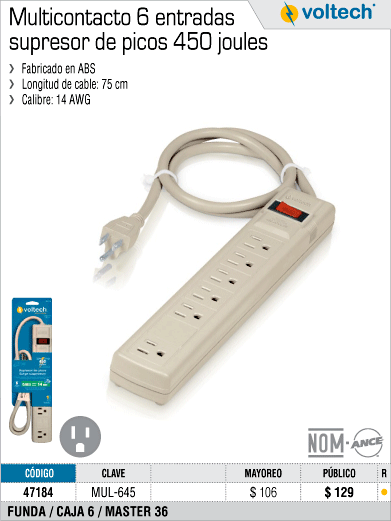 Multicontacto 6 entradas
supresor de picos 450 joules
voltech
› Fabricado en ABS
› Longitud de cable: 75 cm
› Calibre: 14 AWG
voltech
NOM-ANCE
CÓDIGO CLAVE MAYOREO PÚBLICO R
47184 MUL-645 $ 106 $ 129
FUNDA / CAJA 6 / MASTER 36